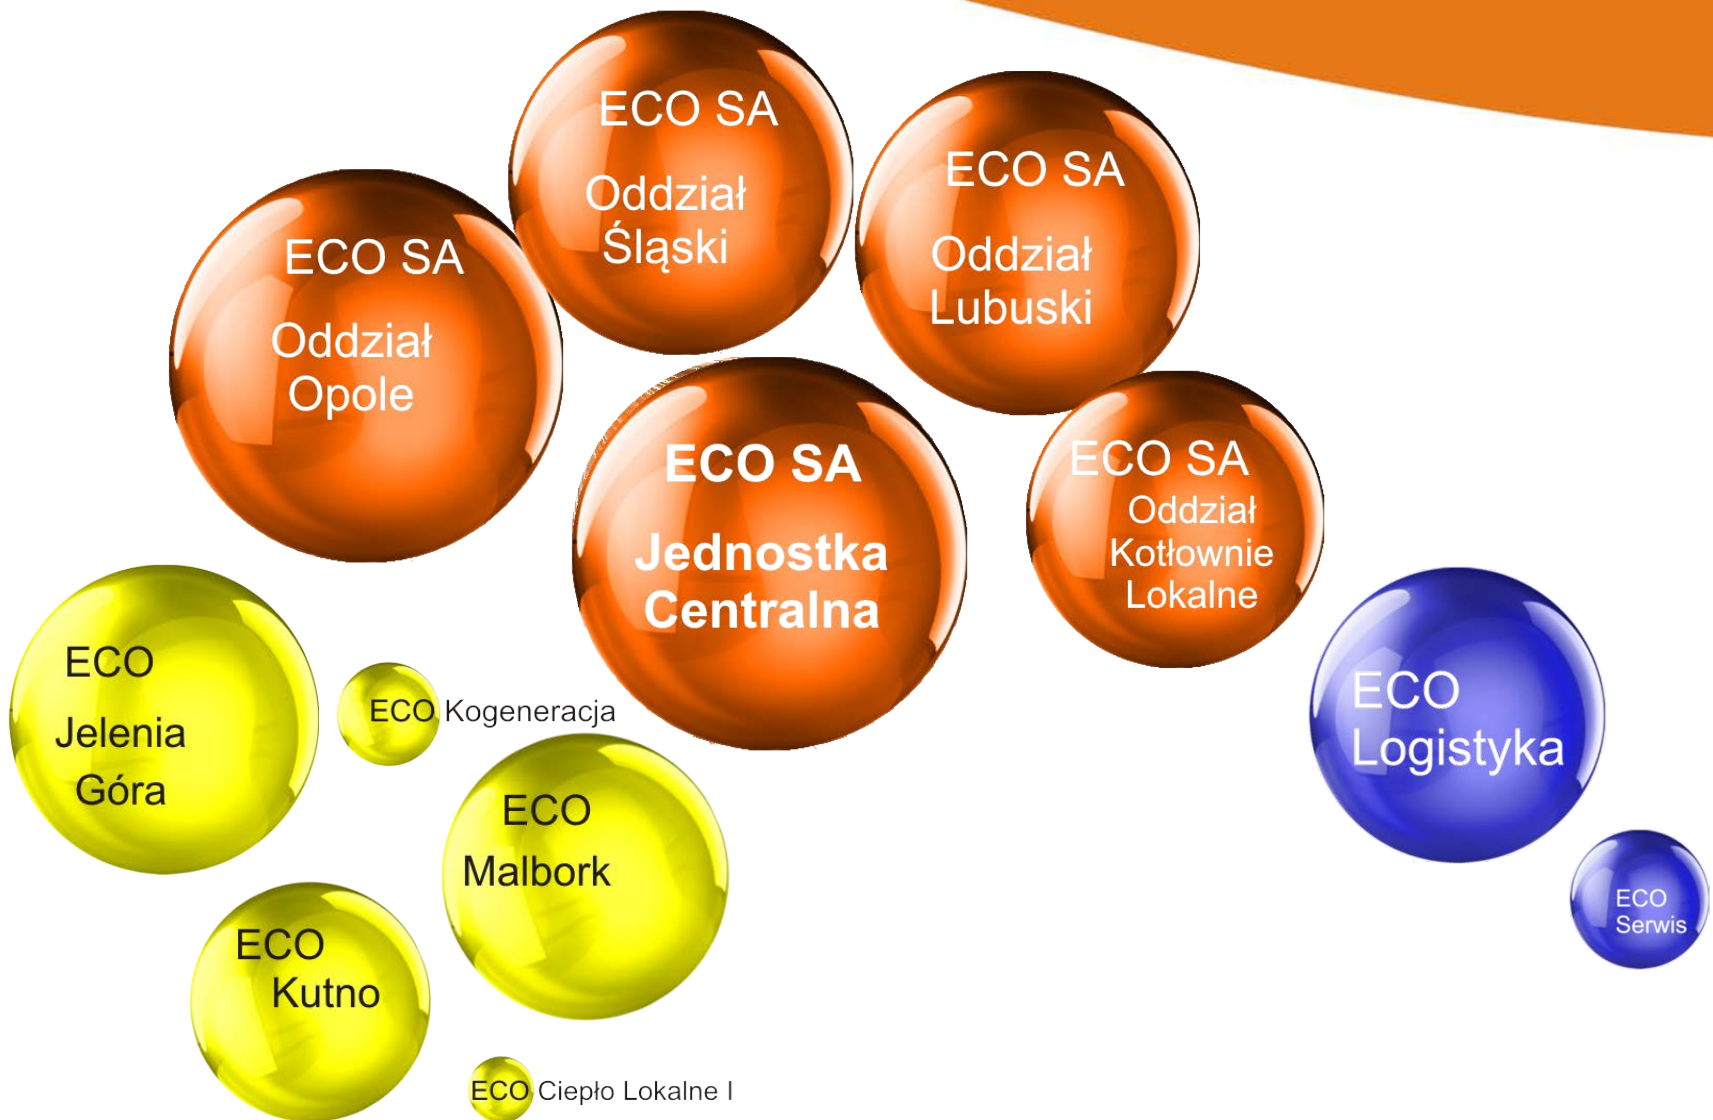 ECO SA
Oddział
Śląski
ECO SA
Oddział
Lubuski
ECO SA
Oddział
Opole
ECO SA
Jednostka
Centralna
ECO SA
Oddział
Kotłownie
Lokalne
ECO
Jelenia
Góra
ECO Kogeneracja
ECO
Malbork
ECO
Kutno
ECO Ciepło Lokalne I
ECO
Logistyka
ECO
Serwis